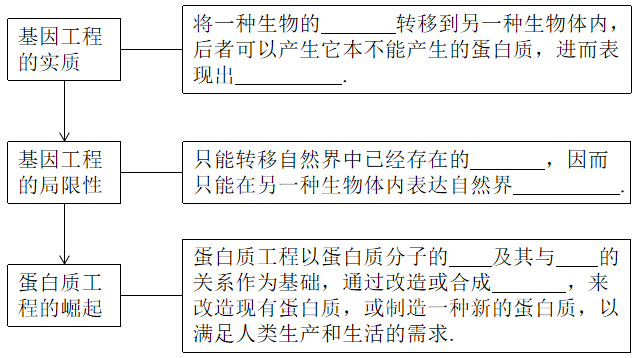 基因工程
的实质
将一种生物的_______转移到另一种生物体内，
后者可以产生它本不能产生的蛋白质，进而表
现出__________.
基因工程
的局限性
只能转移自然界中已经存在的_______，因而
只能在另一种生物体内表达自然界__________.
蛋白质工
程的崛起
蛋白质工程以蛋白质分子的____及其与____的
关系作为基础，通过改造或合成_______，来
改造现有蛋白质，或制造一种新的蛋白质，以
满足人类生产和生活的需求.